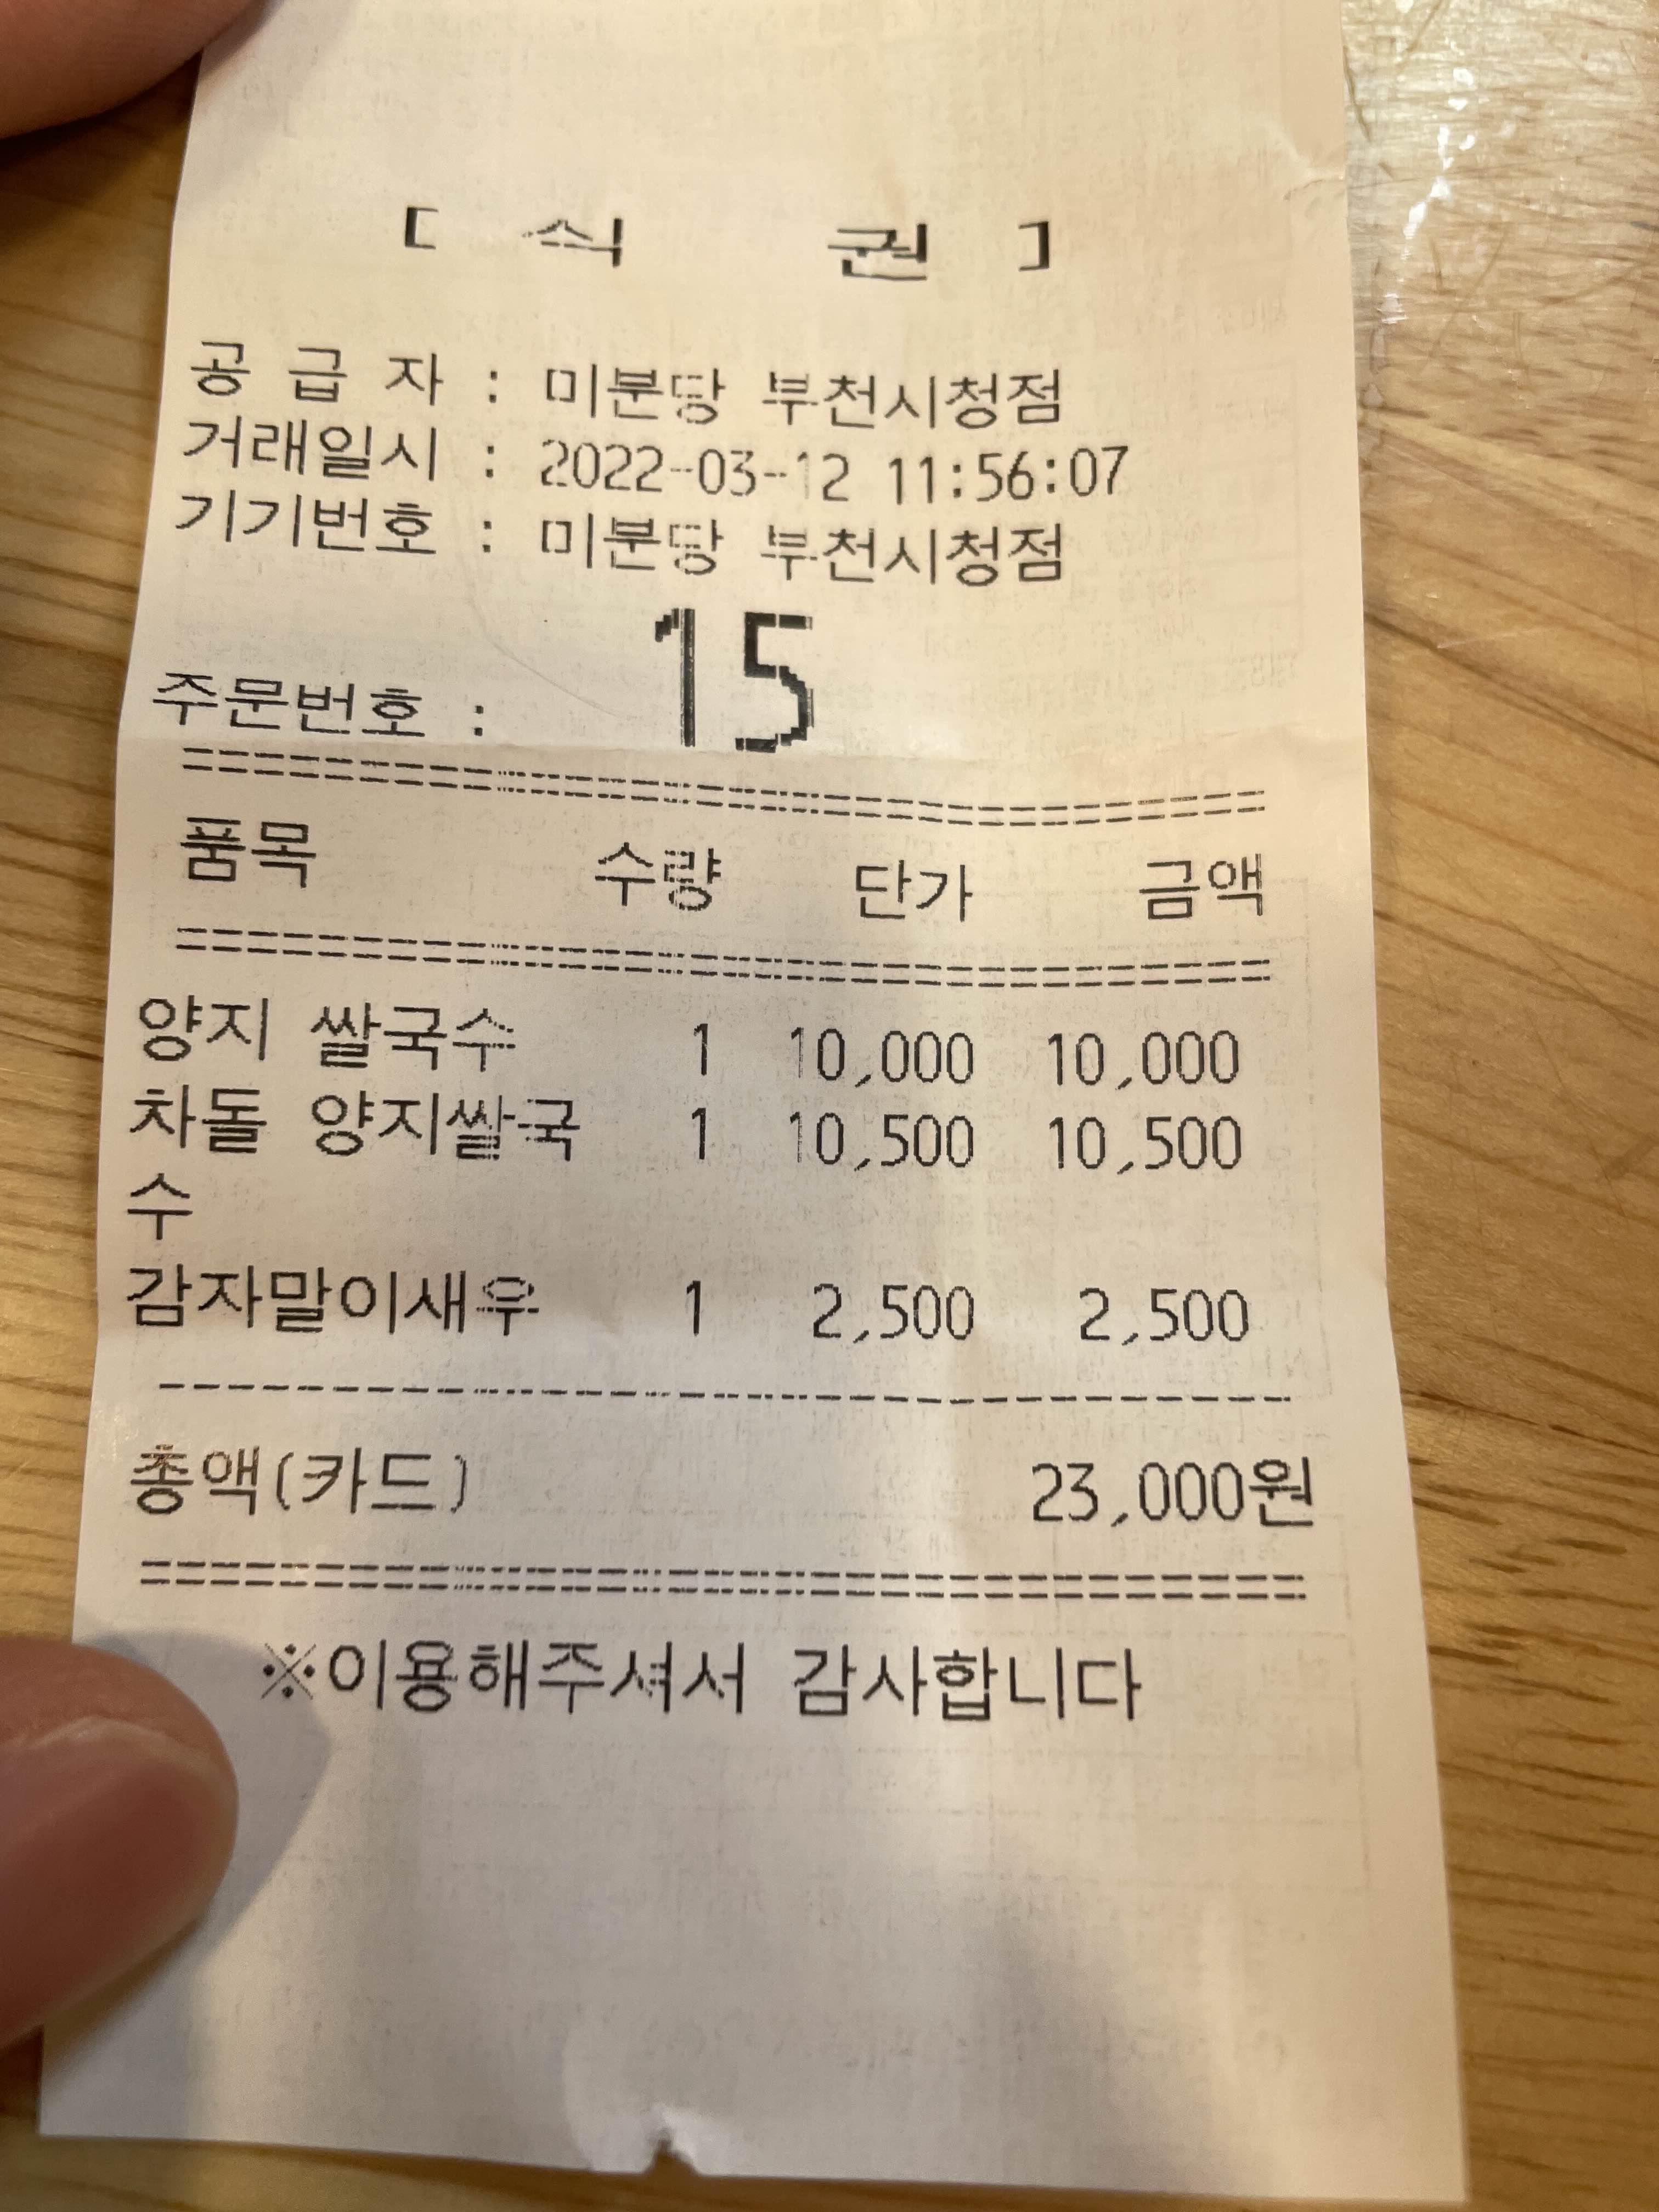 [ 식 권 ]
공 급 자 : 미분당 부천시청점
거래일시 : 2022-03-12 11:56:07
기기번호 : 미분당 부천시청점
주문번호 : 15
품목 수량 단가 금액
양지 쌀국수 1 10,000 10,000
차돌 양지쌀국 1 10,500 10,500
수
감자말이새우 1 2,500 2,500
총액(카드) 23,000원
※이용해주셔서 감사합니다